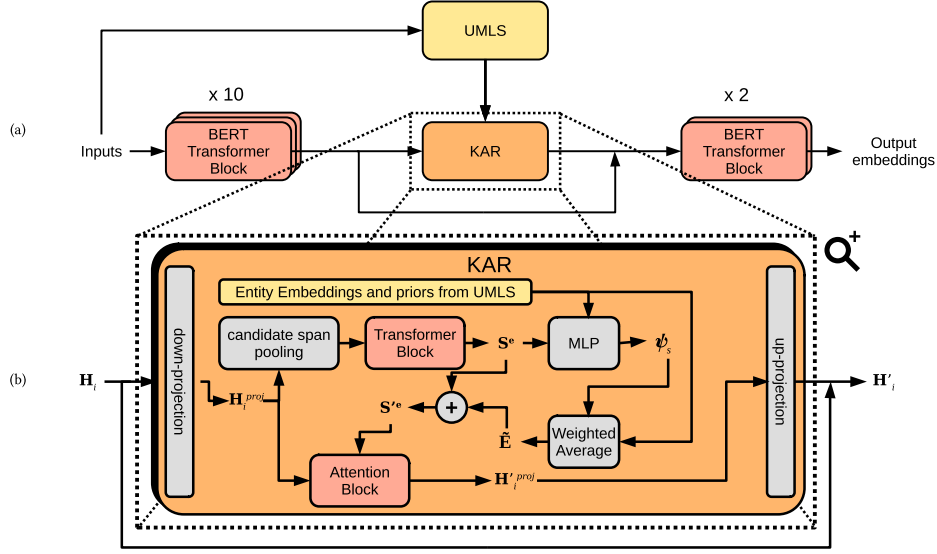 UMLS
x 10
x 2
(a)
Inputs
BERT
Transformer
Block
KAR
BERT
Transformer
Block
Output
embeddings
KAR
Entity Embeddings and priors from UMLS
down-projection
candidate span
pooling
Transformer
Block
Sᵉ
MLP
ψₛ
up-projection
(b)
Hᵢ
Hᵢᵖʳᵒʲ
S'ᵉ
+
Ẽ
Weighted
Average
H'ᵢ
Attention
Block
H'ᵢᵖʳᵒʲ